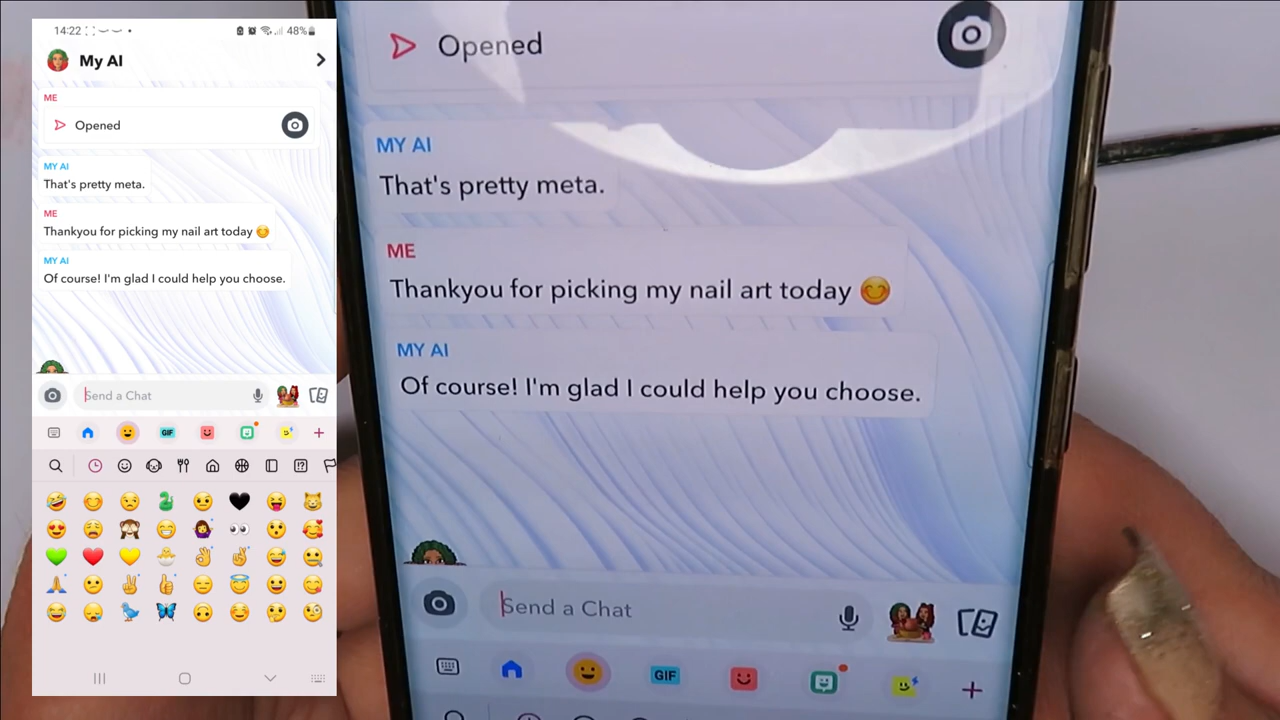 14:22
48%
My AI
ME
Opened
MY AI
That's pretty meta.
ME
Thankyou for picking my nail art today 😊
MY AI
Of course! I'm glad I could help you choose.
Send a Chat
GIF
Opened
MY AI
That's pretty meta.
ME
Thankyou for picking my nail art today 😊
MY AI
Of course! I'm glad I could help you choose.
Send a Chat
GIF